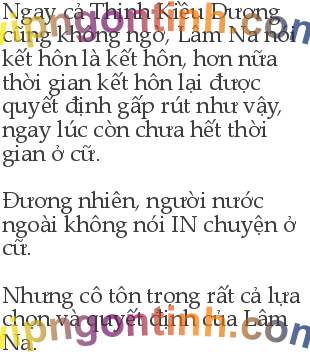 Ngay cả Thịnh Kiều Dương
cũng không ngờ, Lâm Na nói
kết hôn là kết hôn, hơn nữa
thời gian kết hôn lại được
quyết định gấp rút như vậy,
ngay lúc còn chưa hết thời
gian ở cữ.
Đương nhiên, người nước
ngoài không nói IN chuyện ở
cữ.
Nhưng cô tôn trọng rất cả lựa
chọn và quyết định của Lâm
Na.